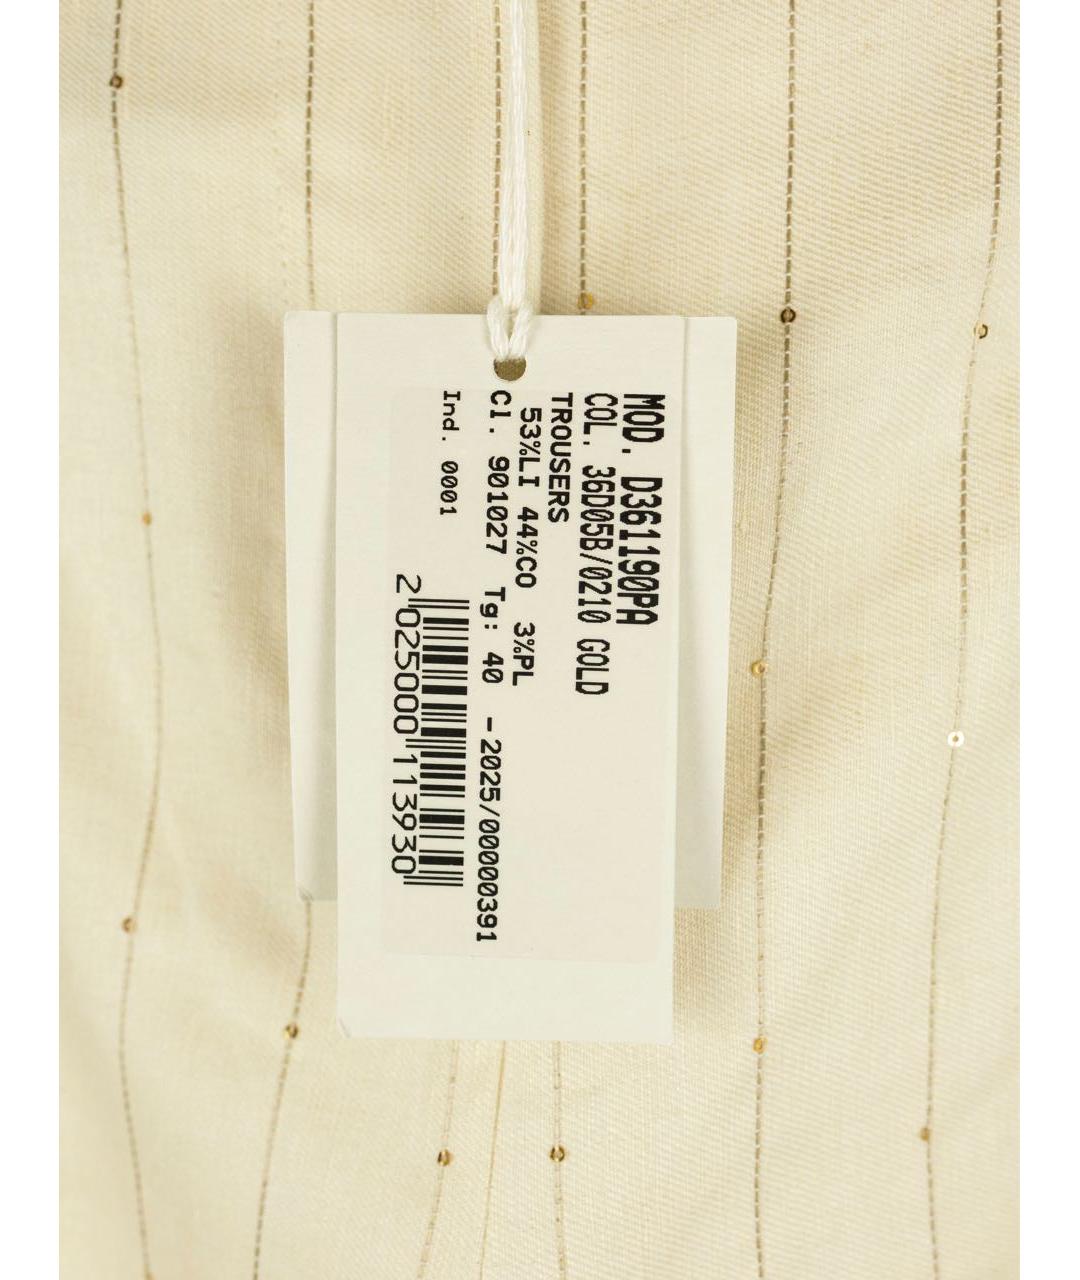 MOD. D361190PA
COL. 36D05B/0210 GOLD
TROUSERS
53%LI 44%CO 3%PL
Cl. 901027 Tg: 40 -2025/00000391
Ind. 0001
2 025000 113930